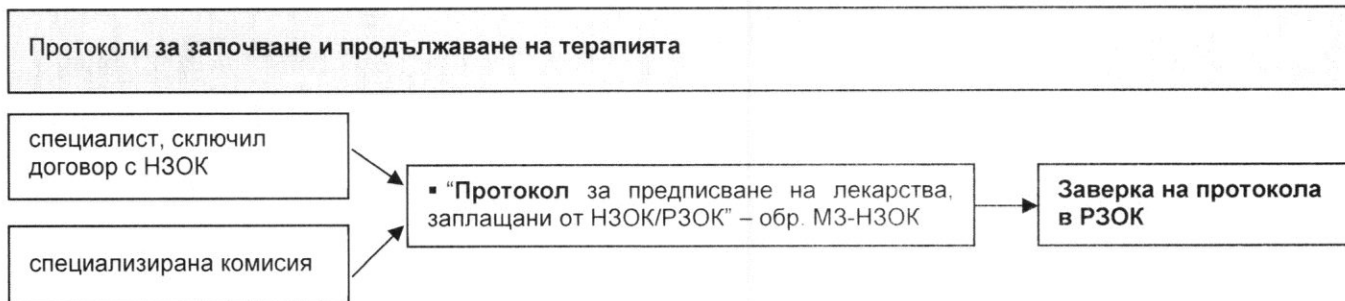 Протоколи за започване и продължаване на терапията
специалист, сключил
договор с НЗОК
▪ “Протокол за предписване на лекарства,
заплащани от НЗОК/РЗОК” – обр. МЗ-НЗОК
Заверка на протокола
в РЗОК
специализирана комисия